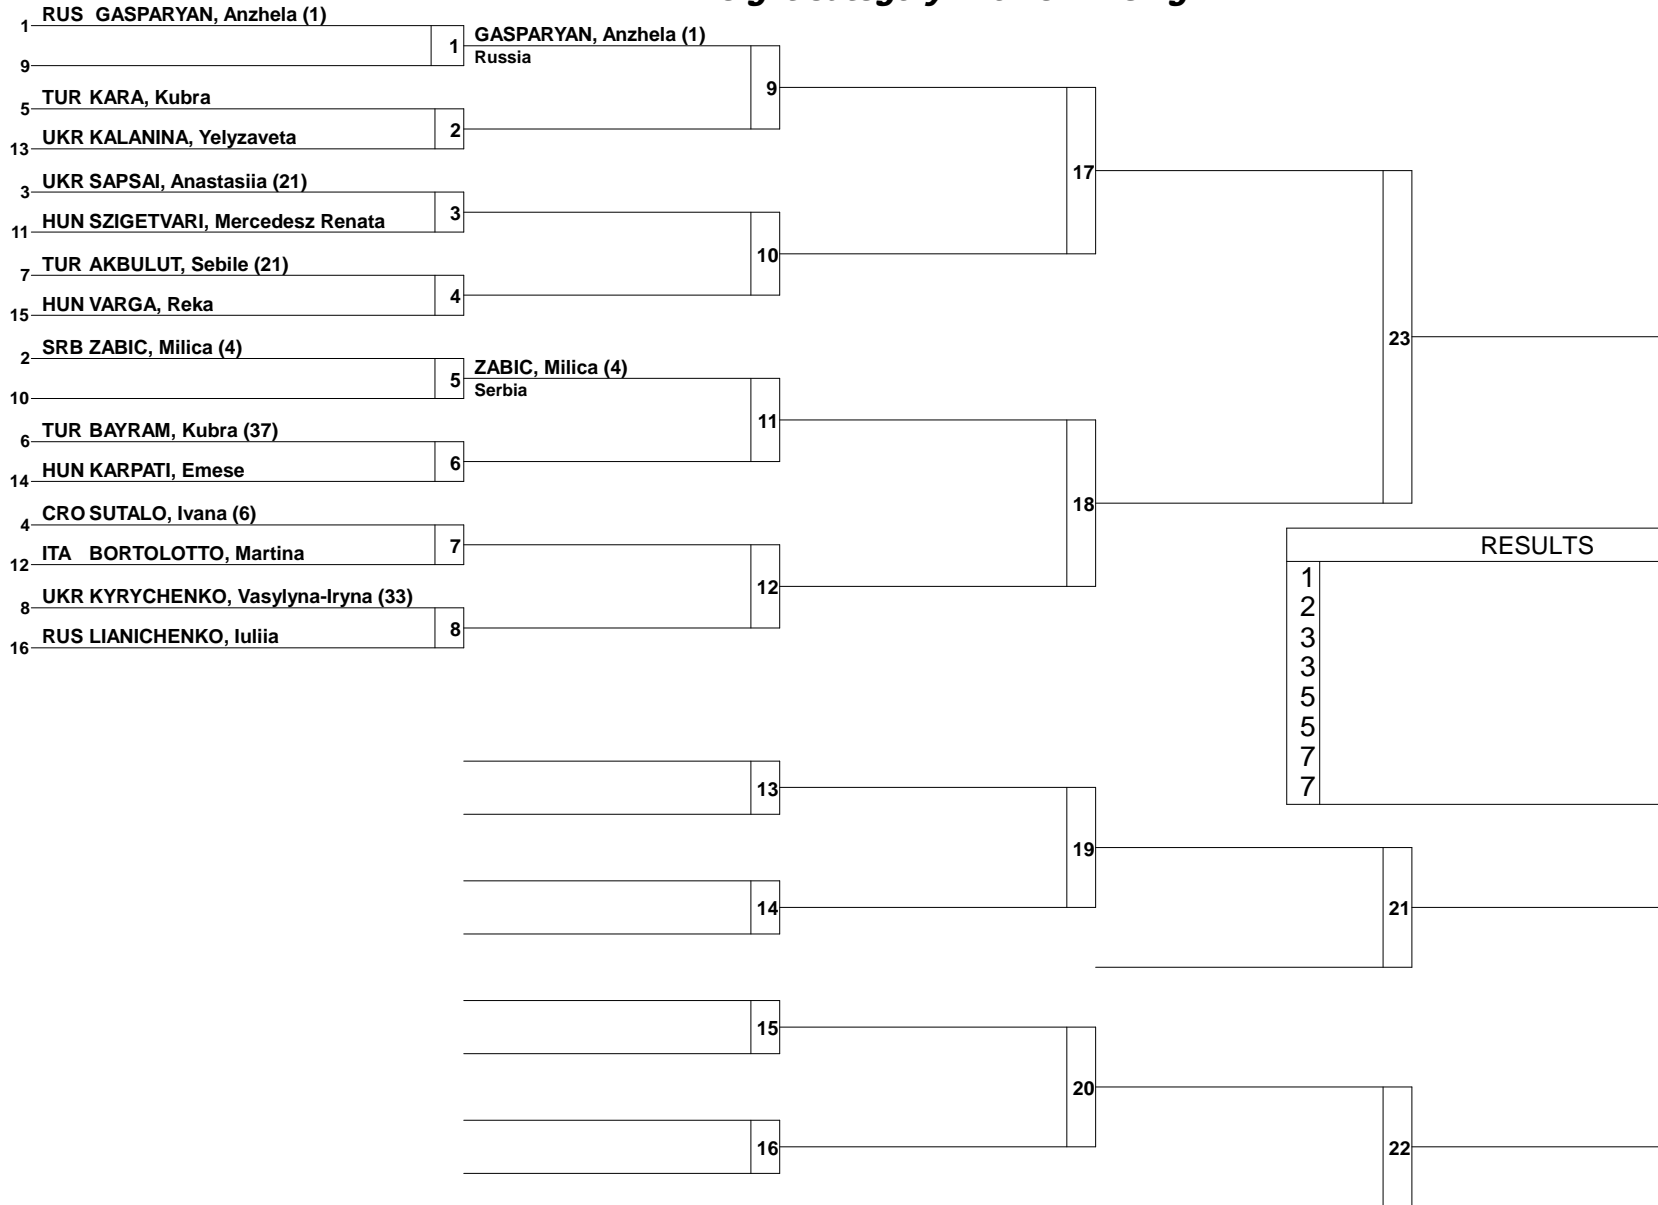 1 RUS GASPARYAN, Anzhela (1)
9
1 GASPARYAN, Anzhela (1)
Russia
9
5 TUR KARA, Kubra
13 UKR KALANINA, Yelyzaveta
2
17
3 UKR SAPSAI, Anastasiia (21)
11 HUN SZIGETVARI, Mercedesz Renata
3
10
7 TUR AKBULUT, Sebile (21)
15 HUN VARGA, Reka
4
23
2 SRB ZABIC, Milica (4)
10
5 ZABIC, Milica (4)
Serbia
11
6 TUR BAYRAM, Kubra (37)
14 HUN KARPATI, Emese
6
18
4 CRO SUTALO, Ivana (6)
12 ITA BORTOLOTTO, Martina
7
12
8 UKR KYRYCHENKO, Vasylyna-Iryna (33)
16 RUS LIANICHENKO, Iuliia
8
RESULTS
1
2
3
3
5
5
7
7
13
19
14
21
15
20
16
22